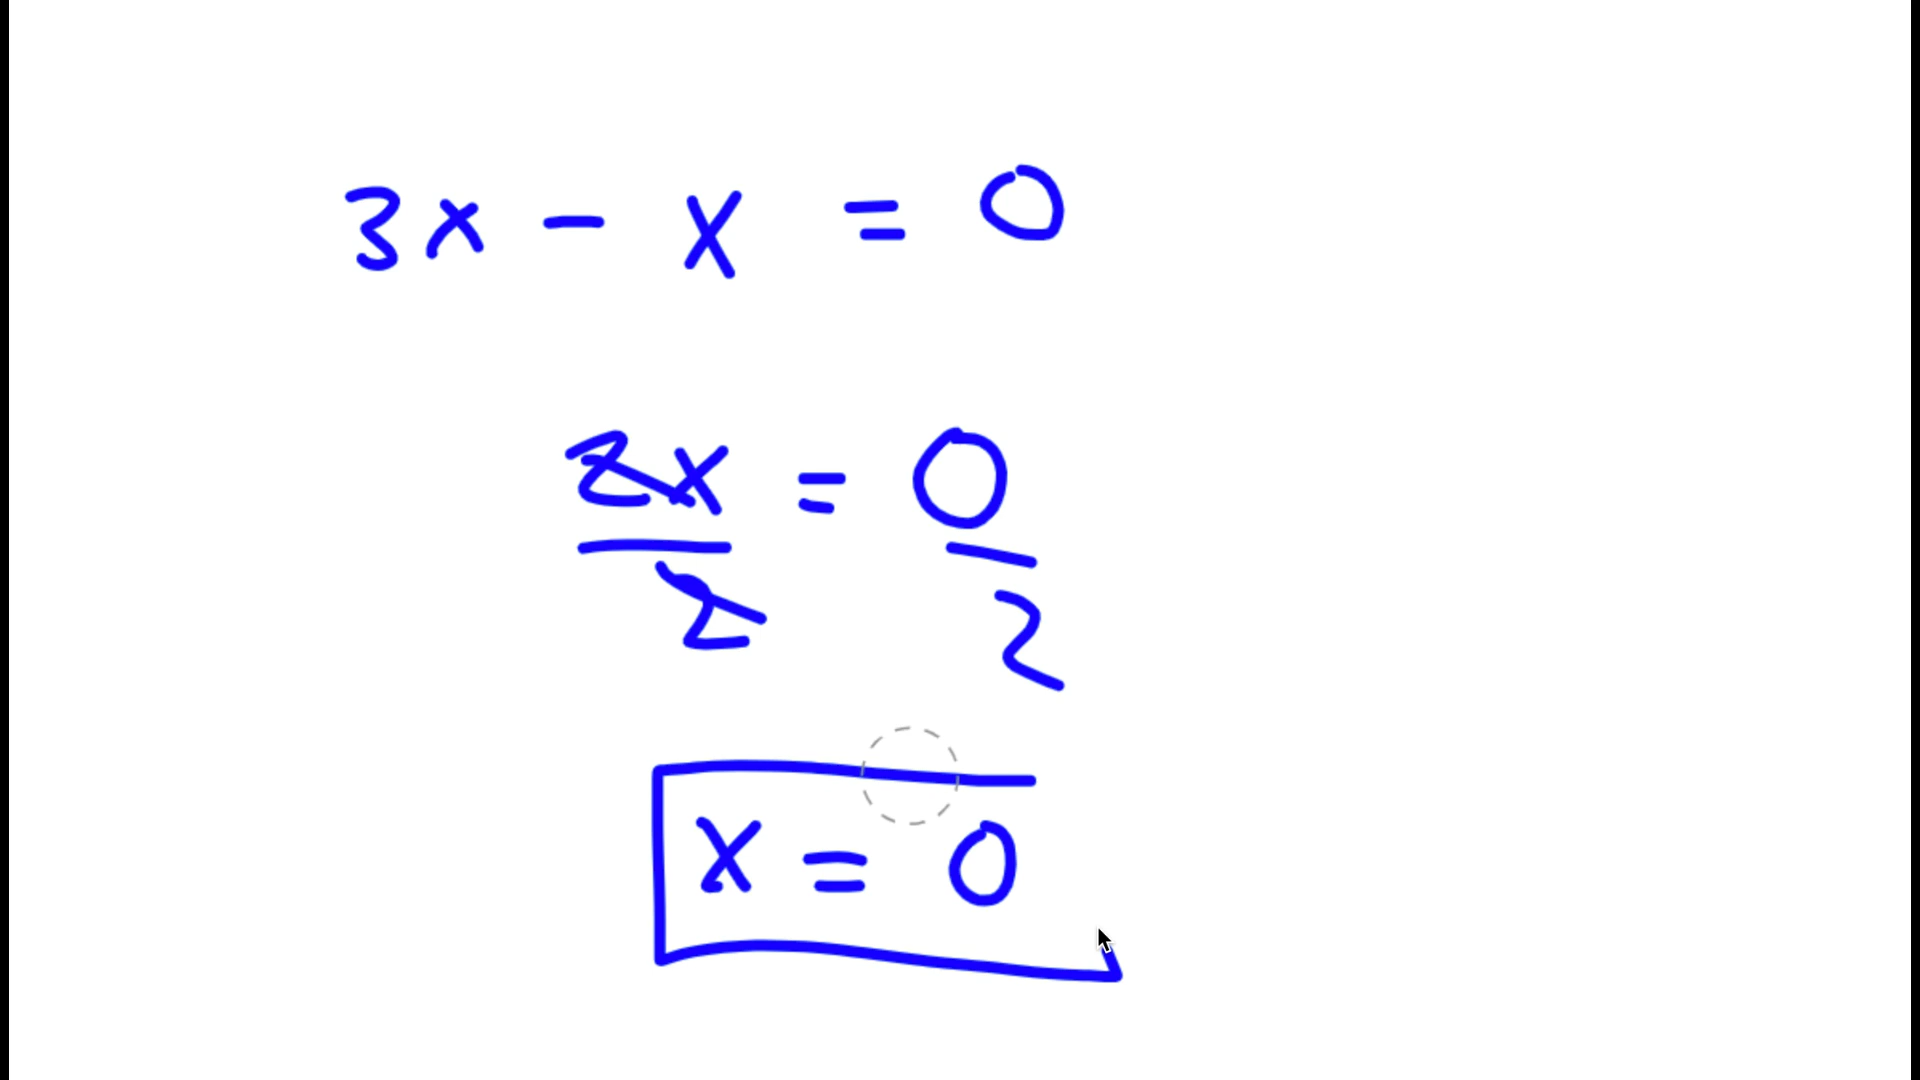 3x - x = 0
2x = 0
2 2
x = 0